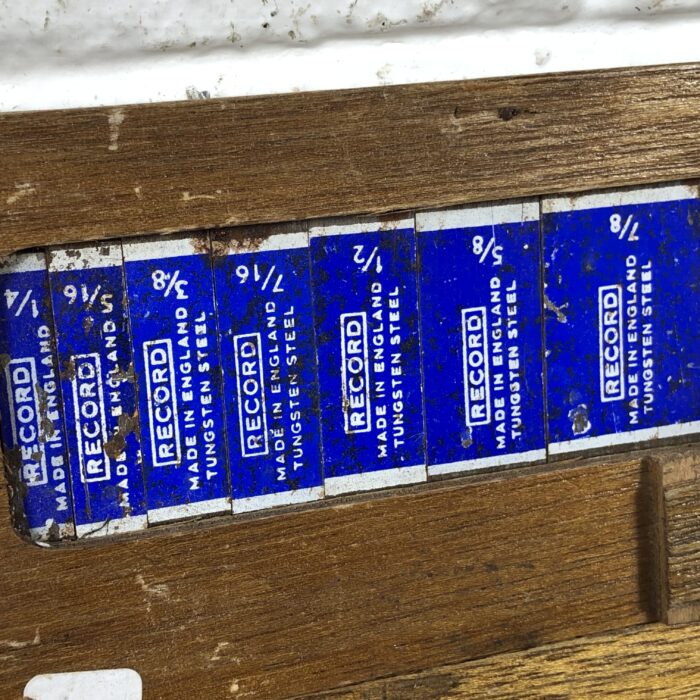 1/4
RECORD
MADE IN
5/16
RECORD
MADE IN ENGLAND
3/8
RECORD
MADE IN ENGLAND
TUNGSTEN STEEL
7/16
RECORD
MADE IN ENGLAND
TUNGSTEN STEEL
1/2
RECORD
MADE IN ENGLAND
TUNGSTEN STEEL
5/8
RECORD
MADE IN ENGLAND
TUNGSTEN STEEL
7/8
RECORD
MADE IN ENGLAND
TUNGSTEN STEEL